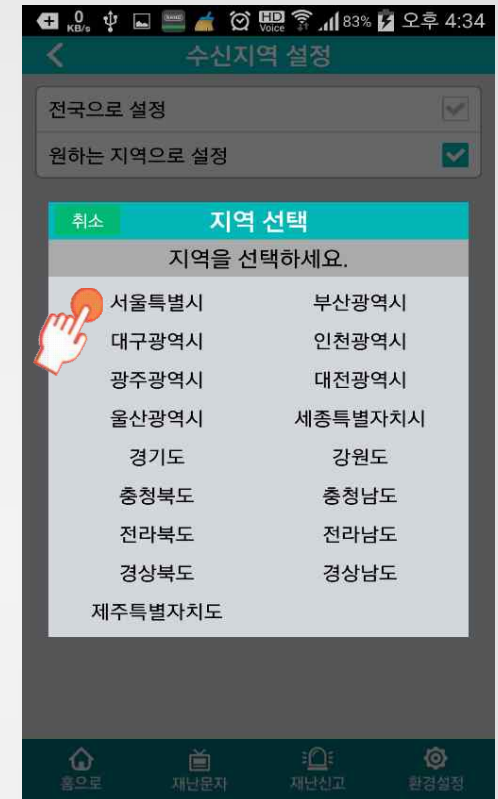 0 KB/s HD Voice 83% 오후 4:34
수신지역 설정
전국으로 설정
원하는 지역으로 설정
취소 지역 선택
지역을 선택하세요.
서울특별시 부산광역시
대구광역시 인천광역시
광주광역시 대전광역시
울산광역시 세종특별자치시
경기도 강원도
충청북도 충청남도
전라북도 전라남도
경상북도 경상남도
제주특별자치도
홈으로 재난문자 재난신고 환경설정